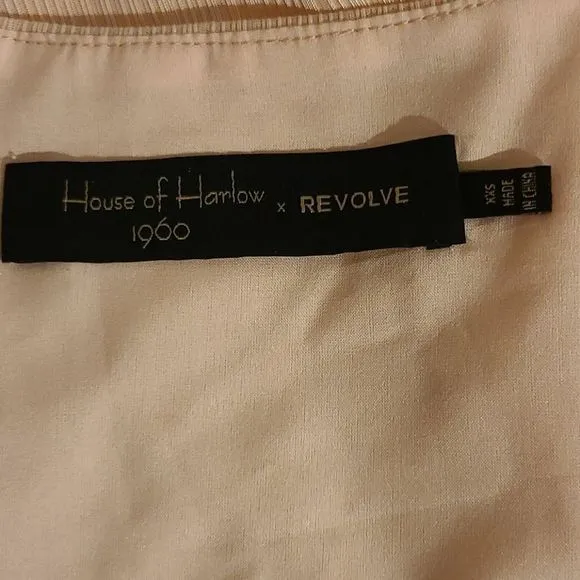 House of Harlow
1960
x REVOLVE
XXS
MADE
IN CHINA